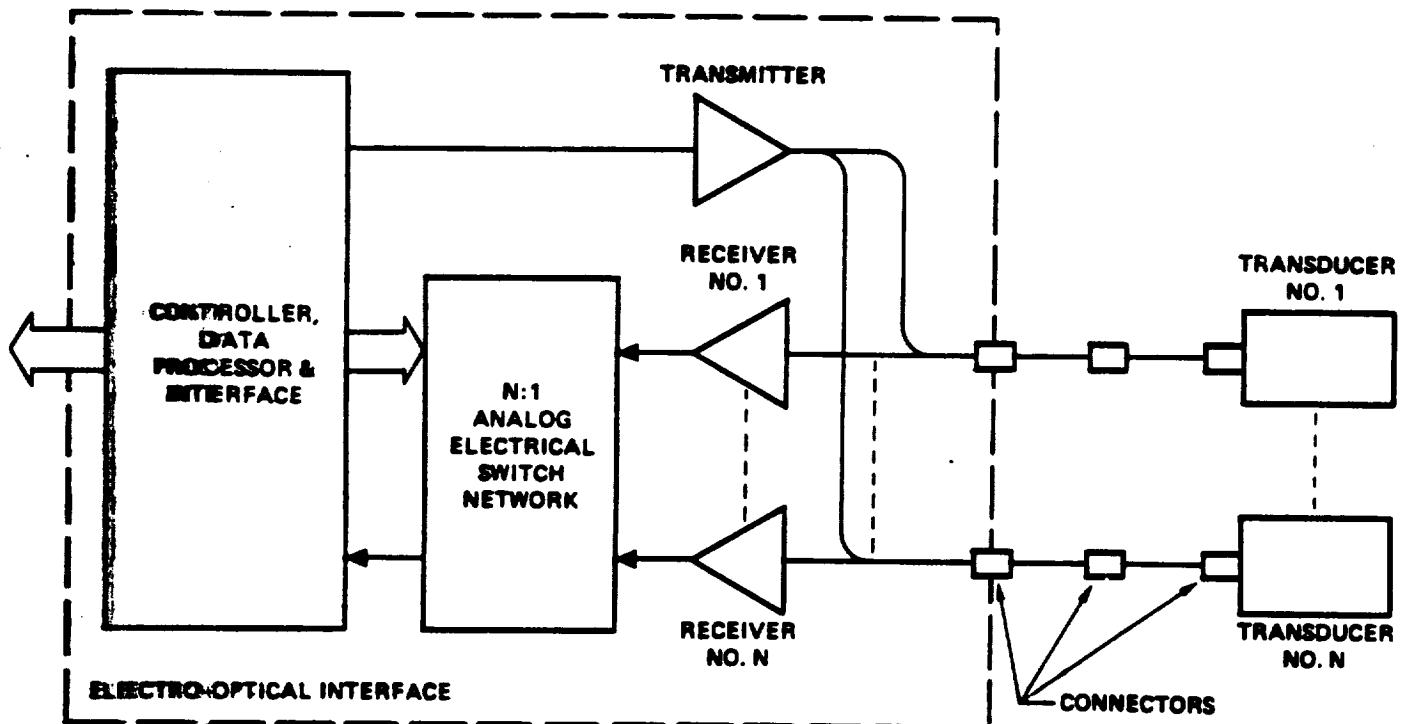 TRANSMITTER
RECEIVER
NO. 1
TRANSDUCER
NO. 1
CONTROLLER,
DATA
PROCESSOR &
INTERFACE
N:1
ANALOG
ELECTRICAL
SWITCH
NETWORK
RECEIVER
NO. N
TRANSDUCER
NO. N
ELECTRO-OPTICAL INTERFACE
CONNECTORS